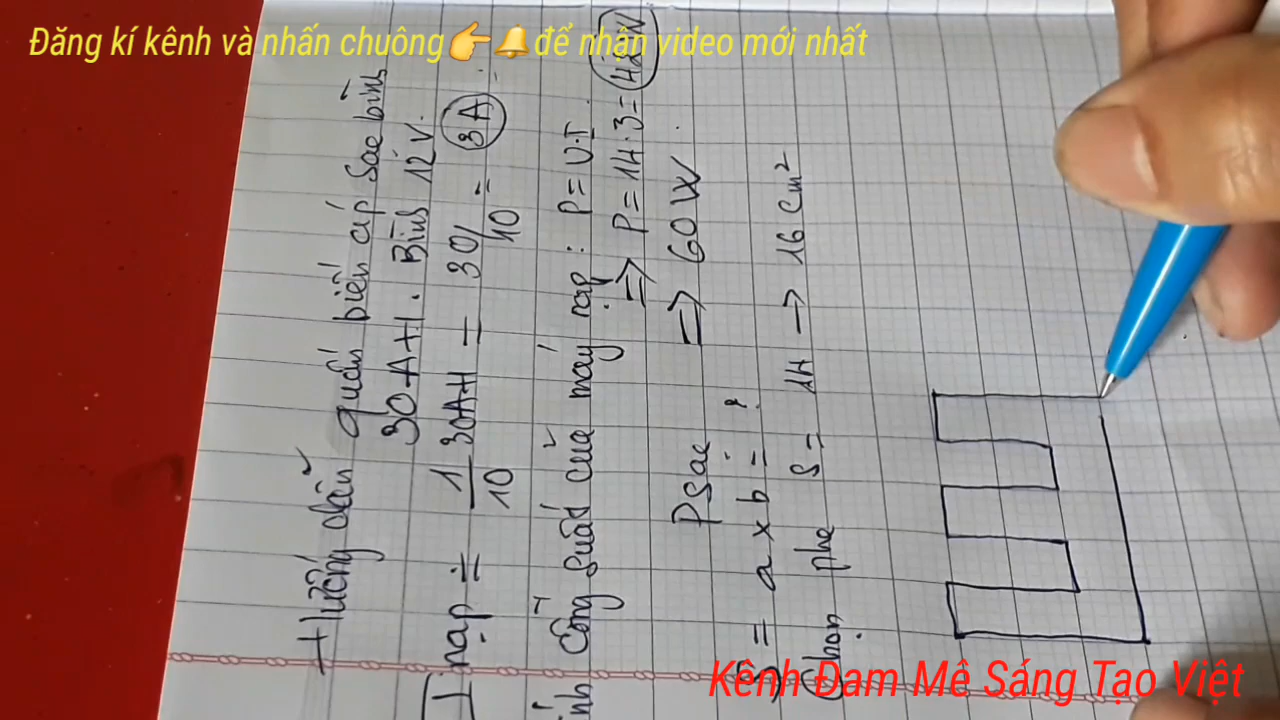 Đăng kí kênh và nhấn chuông👉🔔để nhận video mới nhất
Hướng dẫn quấn biến áp sạc bình
30AH. Bình 12V.
I nạp = 1/10 30AH = 30/10 = 3A
Công suất của máy nạp: P = U.I
⇒ P = 14.3 = 42W
P sạc ⇒ 60W
S = a x b = ?
Chọn phe S = 14 → 16 cm²
Kênh Đam Mê Sáng Tạo Việt